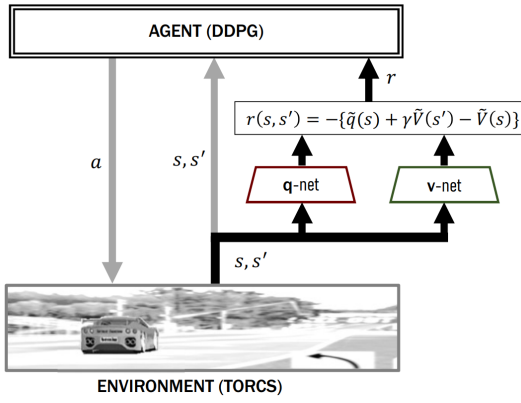 AGENT (DDPG)
r
r(s, s′) = −{q̃(s) + γṼ(s′) − Ṽ(s)}
a
s, s′
q-net
v-net
s, s′
ENVIRONMENT (TORCS)